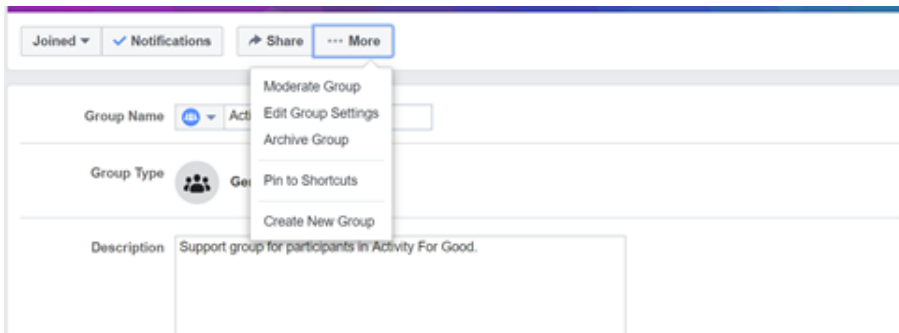 Joined Notifications Share ··· More
Moderate Group
Group Name Acti Edit Group Settings
Archive Group
Group Type Ge Pin to Shortcuts
Create New Group
Description Support group for participants in Activity For Good.